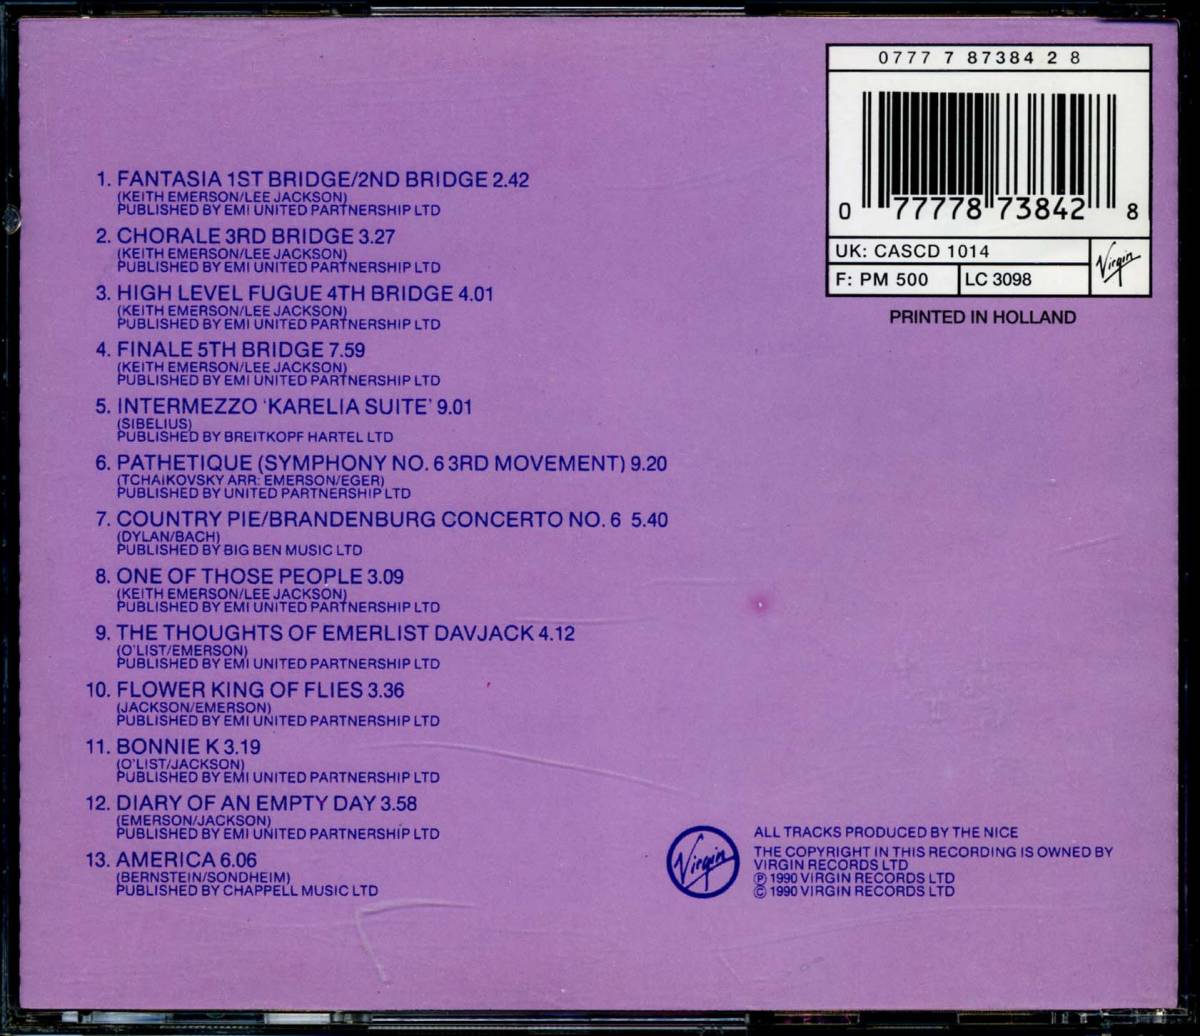 0777 7 87384 2 8
0 77778 73842 8
UK: CASCD 1014
F: PM 500 LC 3098
Virgin
PRINTED IN HOLLAND
1. FANTASIA 1ST BRIDGE/2ND BRIDGE 2.42
(KEITH EMERSON/LEE JACKSON)
PUBLISHED BY EMI UNITED PARTNERSHIP LTD
2. CHORALE 3RD BRIDGE 3.27
(KEITH EMERSON/LEE JACKSON)
PUBLISHED BY EMI UNITED PARTNERSHIP LTD
3. HIGH LEVEL FUGUE 4TH BRIDGE 4.01
(KEITH EMERSON/LEE JACKSON)
PUBLISHED BY EMI UNITED PARTNERSHIP LTD
4. FINALE 5TH BRIDGE 7.59
(KEITH EMERSON/LEE JACKSON)
PUBLISHED BY EMI UNITED PARTNERSHIP LTD
5. INTERMEZZO 'KARELIA SUITE' 9.01
(SIBELIUS)
PUBLISHED BY BREITKOPF HARTEL LTD
6. PATHETIQUE (SYMPHONY NO. 6 3RD MOVEMENT) 9.20
(TCHAIKOVSKY ARR: EMERSON/EGER)
PUBLISHED BY UNITED PARTNERSHIP LTD
7. COUNTRY PIE/BRANDENBURG CONCERTO NO. 6 5.40
(DYLAN/BACH)
PUBLISHED BY BIG BEN MUSIC LTD
8. ONE OF THOSE PEOPLE 3.09
(KEITH EMERSON/LEE JACKSON)
PUBLISHED BY EMI UNITED PARTNERSHIP LTD
9. THE THOUGHTS OF EMERLIST DAVJACK 4.12
(O'LIST/EMERSON)
PUBLISHED BY EMI UNITED PARTNERSHIP LTD
10. FLOWER KING OF FLIES 3.36
(JACKSON/EMERSON)
PUBLISHED BY EMI UNITED PARTNERSHIP LTD
11. BONNIE K 3.19
(O'LIST/JACKSON)
PUBLISHED BY EMI UNITED PARTNERSHIP LTD
12. DIARY OF AN EMPTY DAY 3.58
(EMERSON/JACKSON)
PUBLISHED BY EMI UNITED PARTNERSHIP LTD
13. AMERICA 6.06
(BERNSTEIN/SONDHEIM)
PUBLISHED BY CHAPPELL MUSIC LTD
Virgin
ALL TRACKS PRODUCED BY THE NICE
THE COPYRIGHT IN THIS RECORDING IS OWNED BY
VIRGIN RECORDS LTD
℗ 1990 VIRGIN RECORDS LTD
© 1990 VIRGIN RECORDS LTD